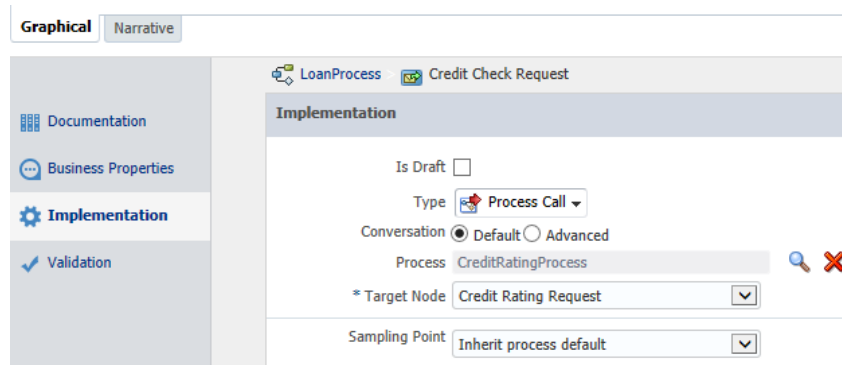 Graphical Narrative
LoanProcess Credit Check Request
Implementation
Documentation
Business Properties
Implementation
Validation
Is Draft
Type Process Call
Conversation Default Advanced
Process CreditRatingProcess
* Target Node Credit Rating Request
Sampling Point Inherit process default